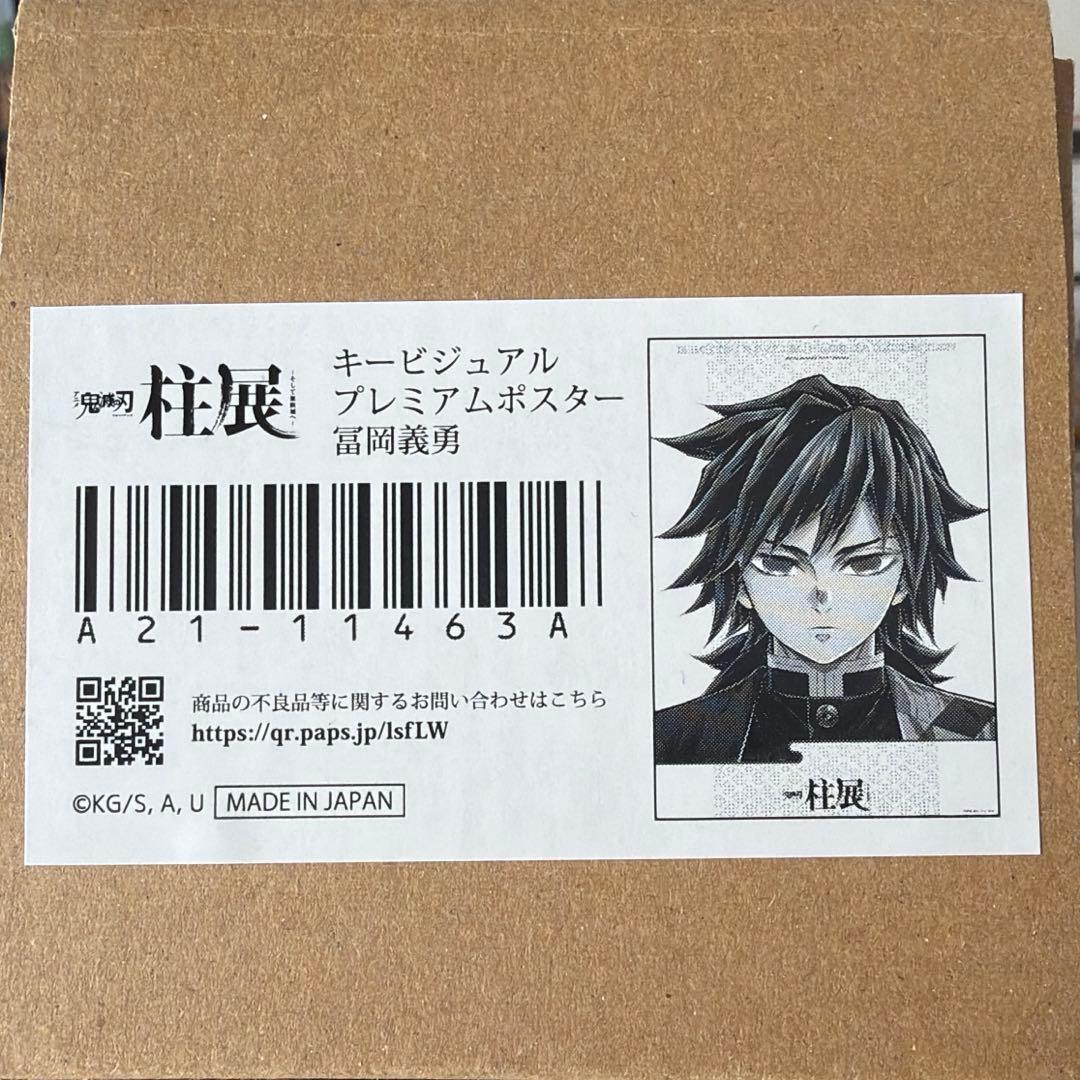 アニメ 鬼滅の刃 柱展
―そして無限城へ―
キービジュアル
プレミアムポスター
冨岡義勇
A21-11463A
商品の不良品等に関するお問い合わせはこちら
https://qr.paps.jp/lsfLW
©KG/S, A, U MADE IN JAPAN
柱展